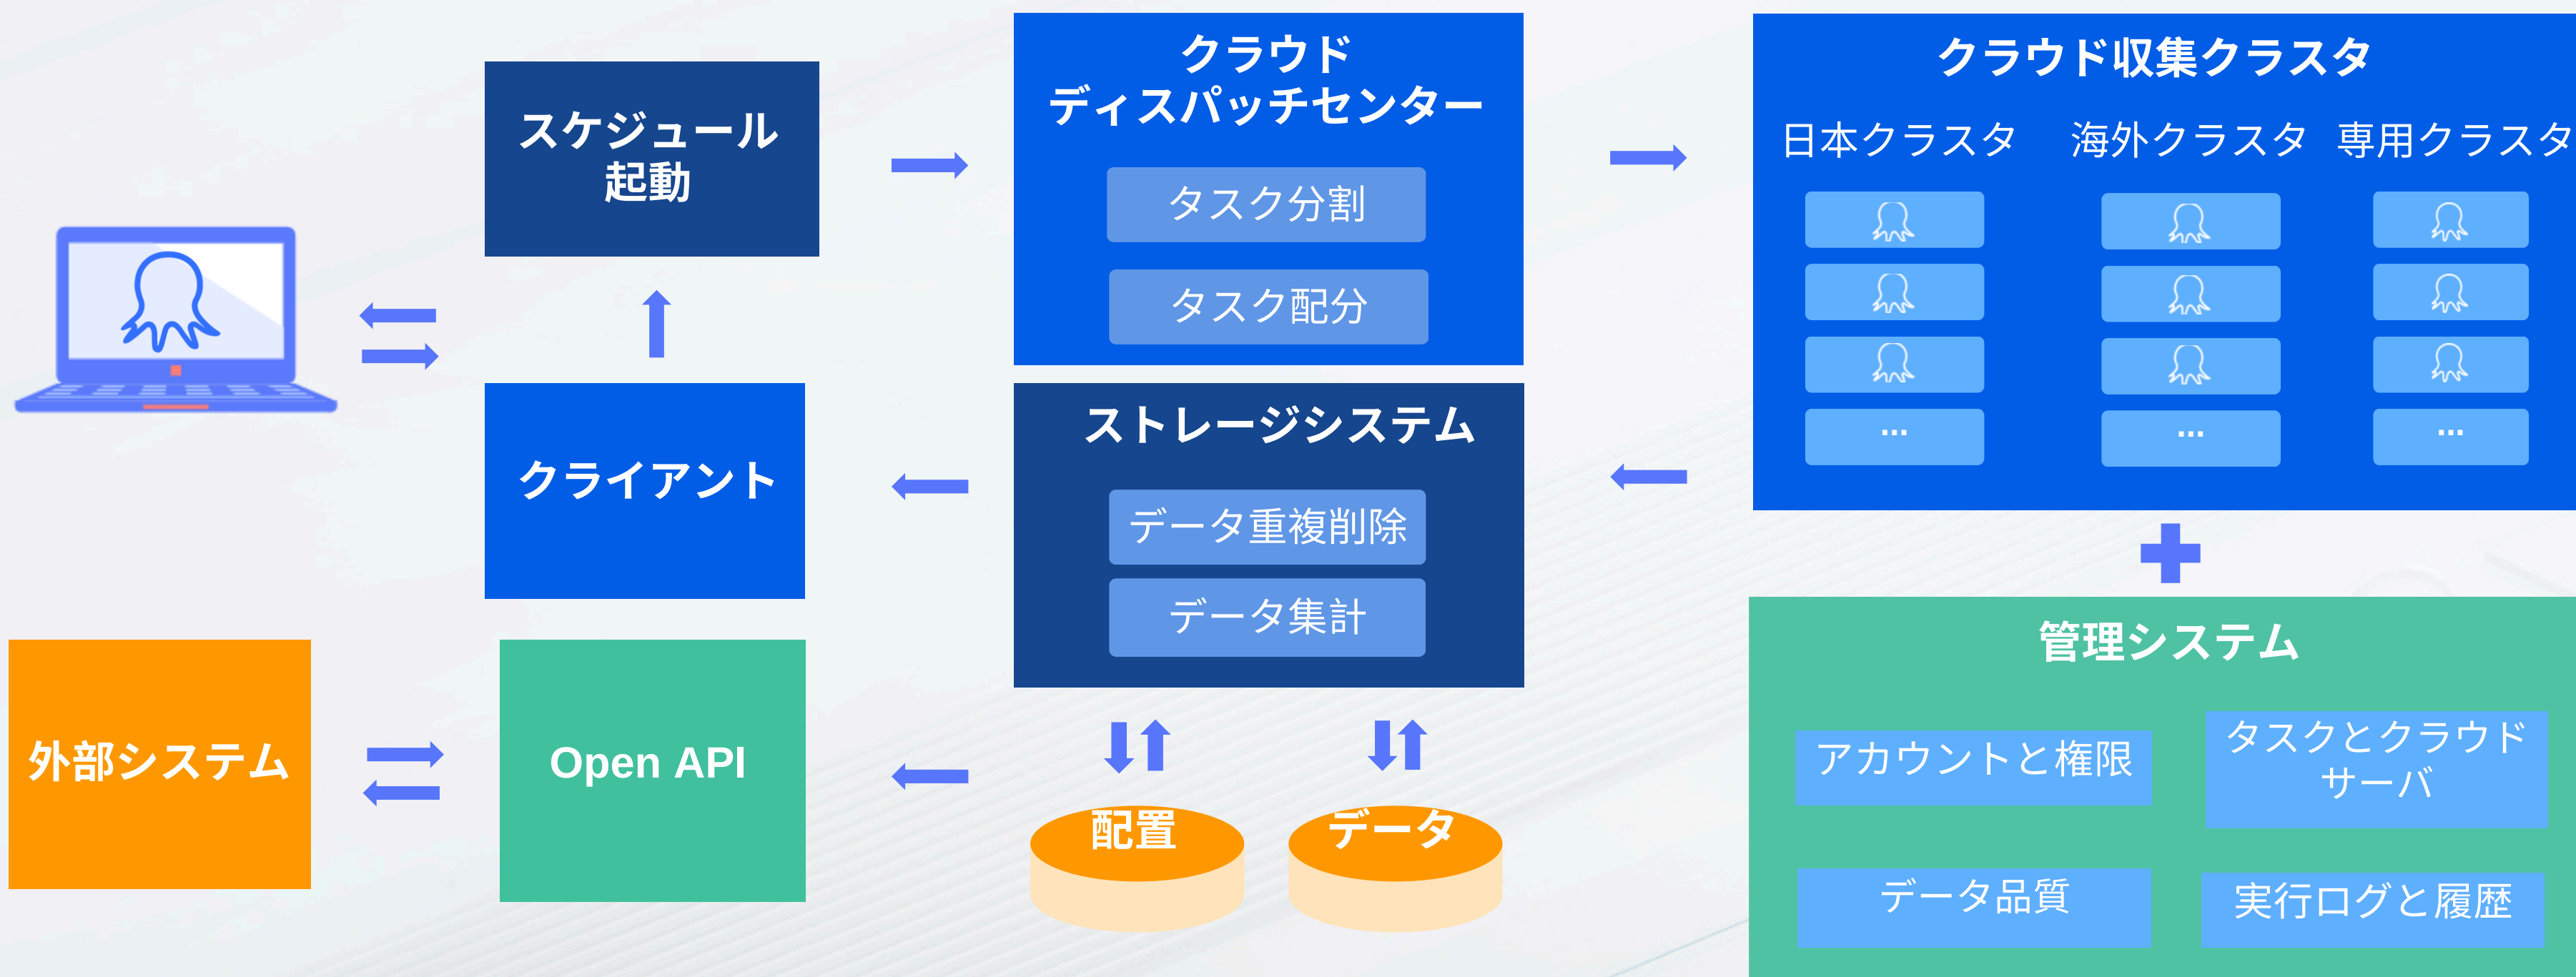 スケジュール
起動
クラウド
ディスパッチセンター
タスク分割
タスク配分
クラウド収集クラスタ
日本クラスタ
海外クラスタ
専用クラスタ
...
...
...
クライアント
ストレージシステム
データ重複削除
データ集計
外部システム
Open API
配置
データ
管理システム
アカウントと権限
タスクとクラウド
サーバ
データ品質
実行ログと履歴